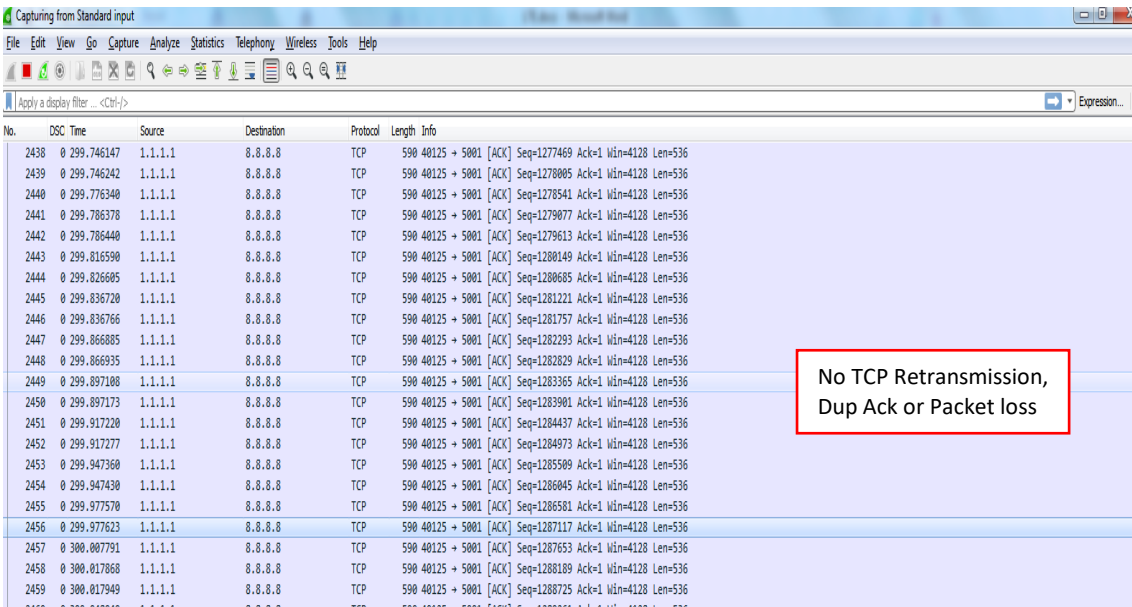 Capturing from Standard input
File Edit View Go Capture Analyze Statistics Telephony Wireless Tools Help
Apply a display filter ... <Ctrl-/> Expression...
No. DSC Time Source Destination Protocol Length Info
2438 0 299.746147 1.1.1.1 8.8.8.8 TCP 590 40125 → 5001 [ACK] Seq=1277469 Ack=1 Win=4128 Len=536
2439 0 299.746242 1.1.1.1 8.8.8.8 TCP 590 40125 → 5001 [ACK] Seq=1278005 Ack=1 Win=4128 Len=536
2440 0 299.776340 1.1.1.1 8.8.8.8 TCP 590 40125 → 5001 [ACK] Seq=1278541 Ack=1 Win=4128 Len=536
2441 0 299.786378 1.1.1.1 8.8.8.8 TCP 590 40125 → 5001 [ACK] Seq=1279077 Ack=1 Win=4128 Len=536
2442 0 299.786440 1.1.1.1 8.8.8.8 TCP 590 40125 → 5001 [ACK] Seq=1279613 Ack=1 Win=4128 Len=536
2443 0 299.816590 1.1.1.1 8.8.8.8 TCP 590 40125 → 5001 [ACK] Seq=1280149 Ack=1 Win=4128 Len=536
2444 0 299.826605 1.1.1.1 8.8.8.8 TCP 590 40125 → 5001 [ACK] Seq=1280685 Ack=1 Win=4128 Len=536
2445 0 299.836720 1.1.1.1 8.8.8.8 TCP 590 40125 → 5001 [ACK] Seq=1281221 Ack=1 Win=4128 Len=536
2446 0 299.836766 1.1.1.1 8.8.8.8 TCP 590 40125 → 5001 [ACK] Seq=1281757 Ack=1 Win=4128 Len=536
2447 0 299.866885 1.1.1.1 8.8.8.8 TCP 590 40125 → 5001 [ACK] Seq=1282293 Ack=1 Win=4128 Len=536
2448 0 299.866935 1.1.1.1 8.8.8.8 TCP 590 40125 → 5001 [ACK] Seq=1282829 Ack=1 Win=4128 Len=536
2449 0 299.897108 1.1.1.1 8.8.8.8 TCP 590 40125 → 5001 [ACK] Seq=1283365 Ack=1 Win=4128 Len=536
2450 0 299.897173 1.1.1.1 8.8.8.8 TCP 590 40125 → 5001 [ACK] Seq=1283901 Ack=1 Win=4128 Len=536
2451 0 299.917220 1.1.1.1 8.8.8.8 TCP 590 40125 → 5001 [ACK] Seq=1284437 Ack=1 Win=4128 Len=536
2452 0 299.917277 1.1.1.1 8.8.8.8 TCP 590 40125 → 5001 [ACK] Seq=1284973 Ack=1 Win=4128 Len=536
2453 0 299.947360 1.1.1.1 8.8.8.8 TCP 590 40125 → 5001 [ACK] Seq=1285509 Ack=1 Win=4128 Len=536
2454 0 299.947430 1.1.1.1 8.8.8.8 TCP 590 40125 → 5001 [ACK] Seq=1286045 Ack=1 Win=4128 Len=536
2455 0 299.977570 1.1.1.1 8.8.8.8 TCP 590 40125 → 5001 [ACK] Seq=1286581 Ack=1 Win=4128 Len=536
2456 0 299.977623 1.1.1.1 8.8.8.8 TCP 590 40125 → 5001 [ACK] Seq=1287117 Ack=1 Win=4128 Len=536
2457 0 300.007791 1.1.1.1 8.8.8.8 TCP 590 40125 → 5001 [ACK] Seq=1287653 Ack=1 Win=4128 Len=536
2458 0 300.017868 1.1.1.1 8.8.8.8 TCP 590 40125 → 5001 [ACK] Seq=1288189 Ack=1 Win=4128 Len=536
2459 0 300.017949 1.1.1.1 8.8.8.8 TCP 590 40125 → 5001 [ACK] Seq=1288725 Ack=1 Win=4128 Len=536
No TCP Retransmission,
Dup Ack or Packet loss